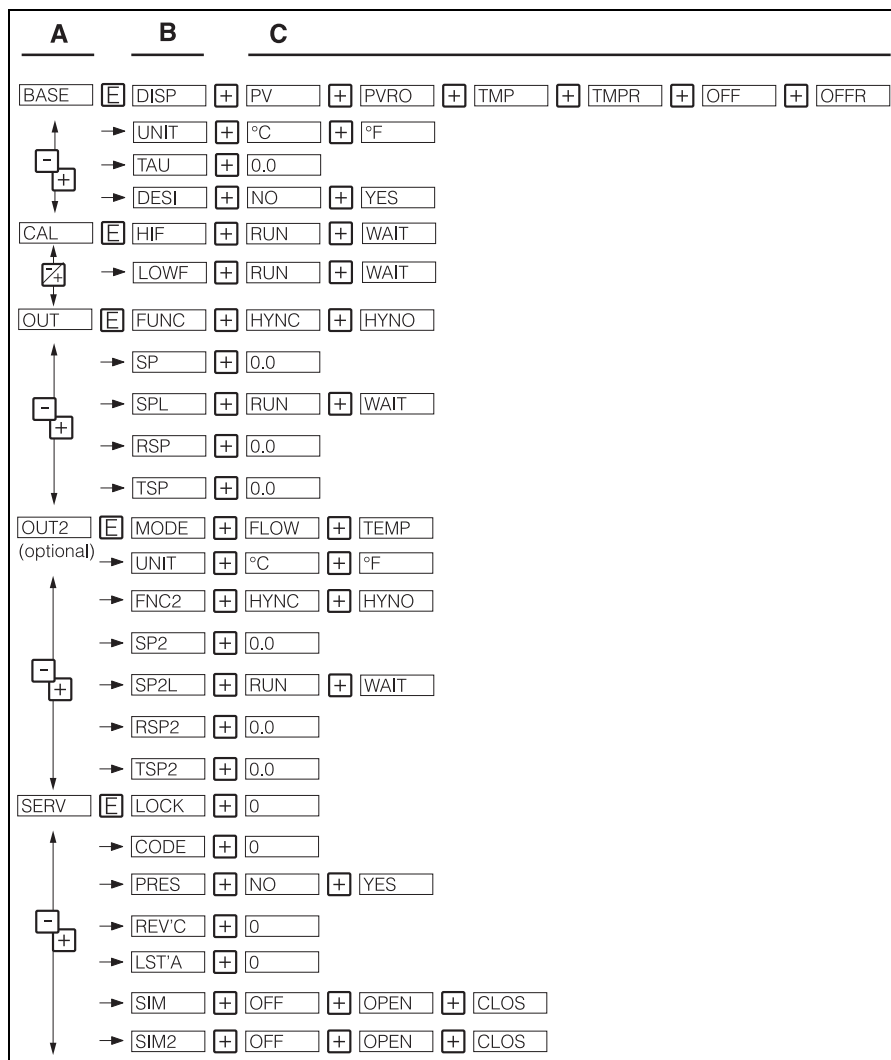 A B C
BASE E DISP + PV + PVRO + TMP + TMPR + OFF + OFFR
→ UNIT + °C + °F
- +
→ TAU + 0.0
→ DESI + NO + YES
CAL E HIF + RUN + WAIT
-/+ → LOWF + RUN + WAIT
OUT E FUNC + HYNC + HYNO
→ SP + 0.0
- +
→ SPL + RUN + WAIT
→ RSP + 0.0
→ TSP + 0.0
OUT2 E MODE + FLOW + TEMP
(optional)
→ UNIT + °C + °F
→ FNC2 + HYNC + HYNO
→ SP2 + 0.0
- +
→ SP2L + RUN + WAIT
→ RSP2 + 0.0
→ TSP2 + 0.0
SERV E LOCK + 0
→ CODE + 0
→ PRES + NO + YES
- +
→ REV'C + 0
→ LST'A + 0
→ SIM + OFF + OPEN + CLOS
→ SIM2 + OFF + OPEN + CLOS